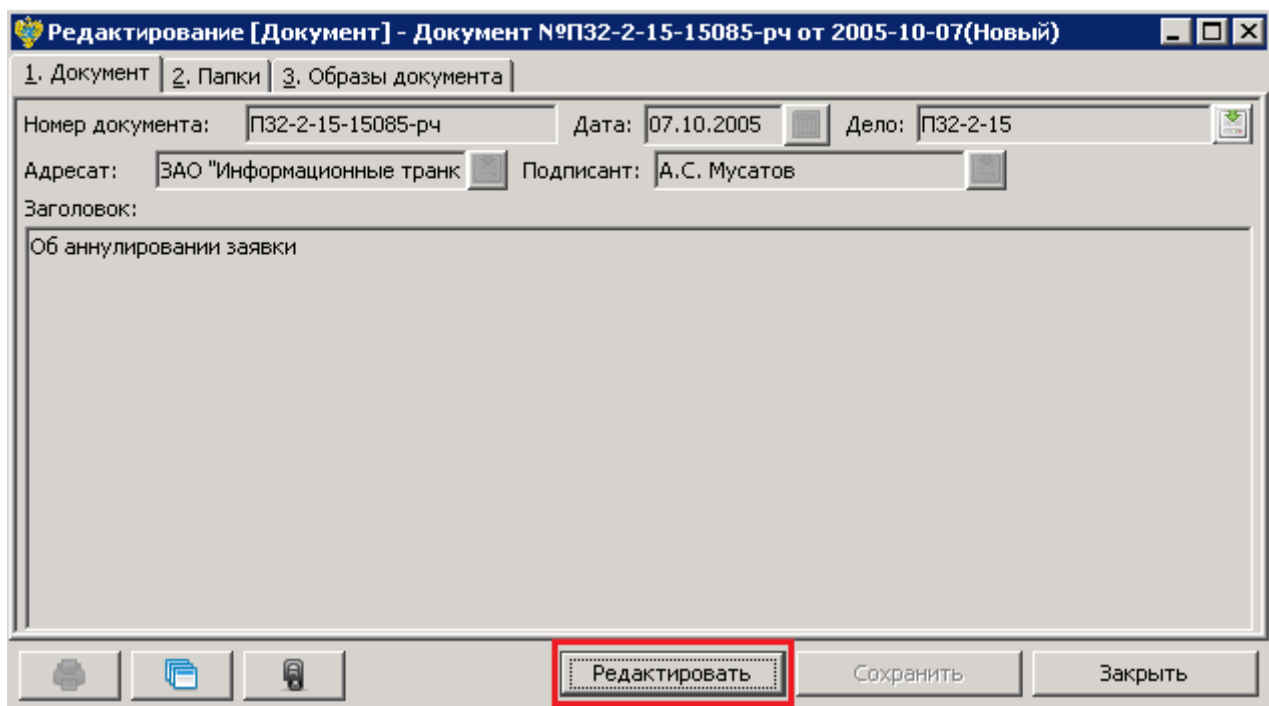 Редактирование [Документ] - Документ №П32-2-15-15085-рч от 2005-10-07(Новый)
1. Документ 2. Папки 3. Образы документа
Номер документа: П32-2-15-15085-рч Дата: 07.10.2005 Дело: П32-2-15
Адресат: ЗАО "Информационные транк Подписант: А.С. Мусатов
Заголовок:
Об аннулировании заявки
Редактировать Сохранить Закрыть